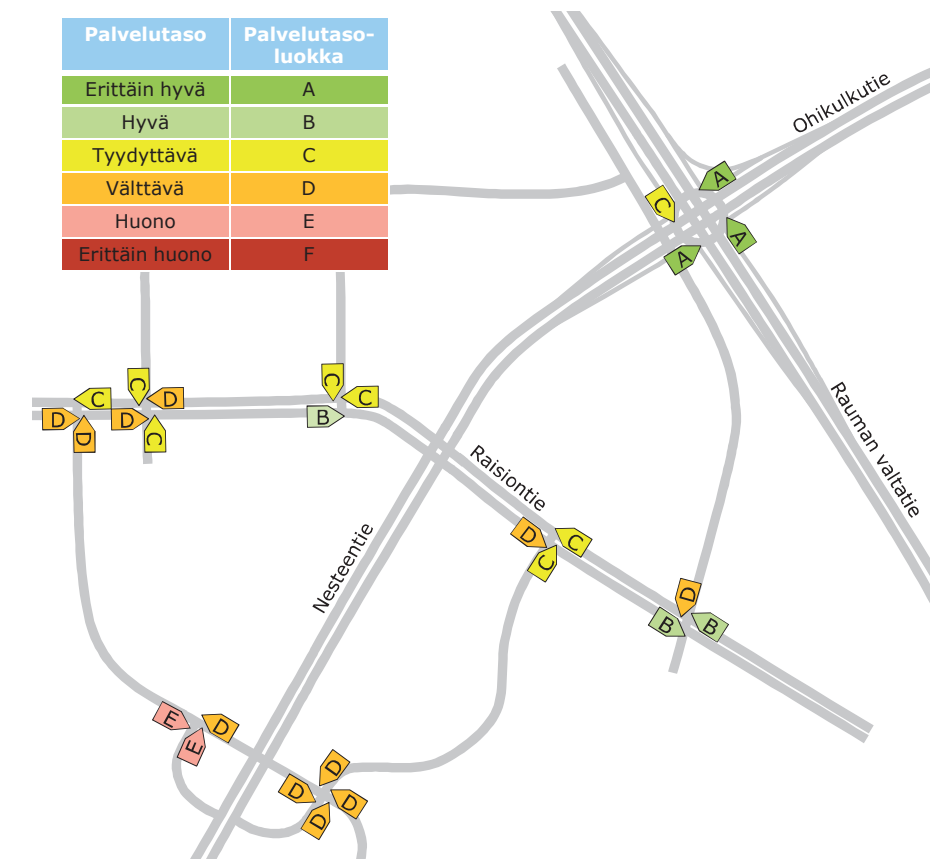 Palvelutaso Palvelutaso-
luokka
Erittäin hyvä A
Hyvä B
Tyydyttävä C
Välttävä D
Huono E
Erittäin huono F
Ohikulkutie
A
C
A
A
Rauman valtatie
C
C
D
C
C
D
D
B
D
C
Raisiontie
D
C
C
Nesteentie
D
B
B
E
D
E
D
D
D
D